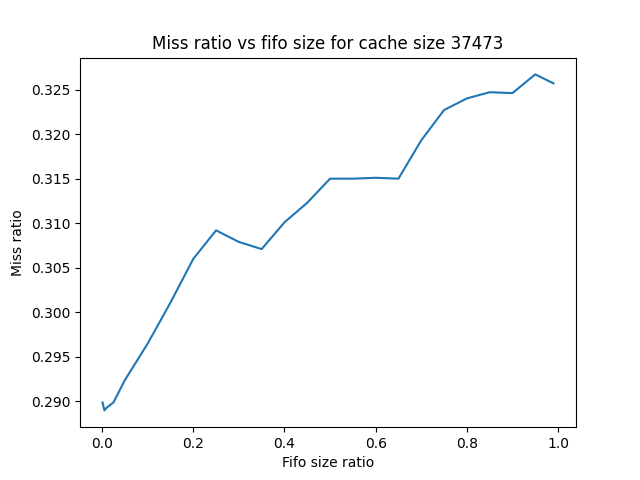 Miss ratio vs fifo size for cache size 37473
0.325
0.320
0.315
0.310
0.305
0.300
0.295
0.290
Miss ratio
0.0 0.2 0.4 0.6 0.8 1.0
Fifo size ratio